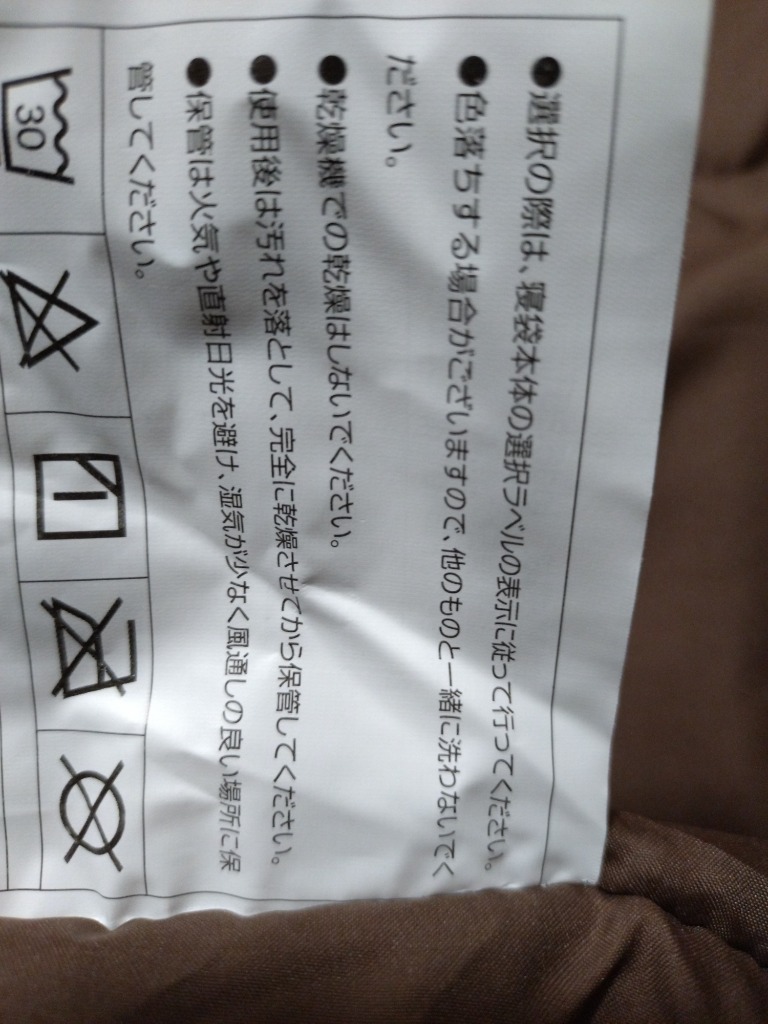 ●選択の際は、寝袋本体の選択ラベルの表示に従って行ってください。
●色落ちする場合がございますので、他のものと一緒に洗わないでく
ださい。
●乾燥機での乾燥はしないでください。
●使用後は汚れを落として、完全に乾燥させてから保管してください。
●保管は火気や直射日光を避け、湿気が少なく風通しの良い場所に保
管してください。
30